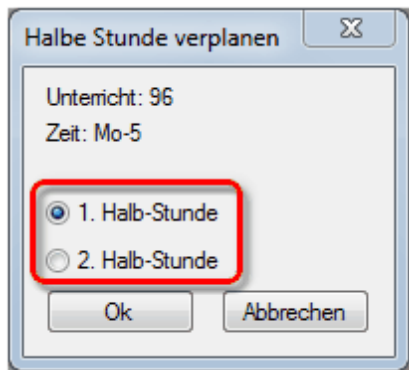 Halbe Stunde verplanen
Unterricht: 96
Zeit: Mo-5
1. Halb-Stunde
2. Halb-Stunde
Ok Abbrechen